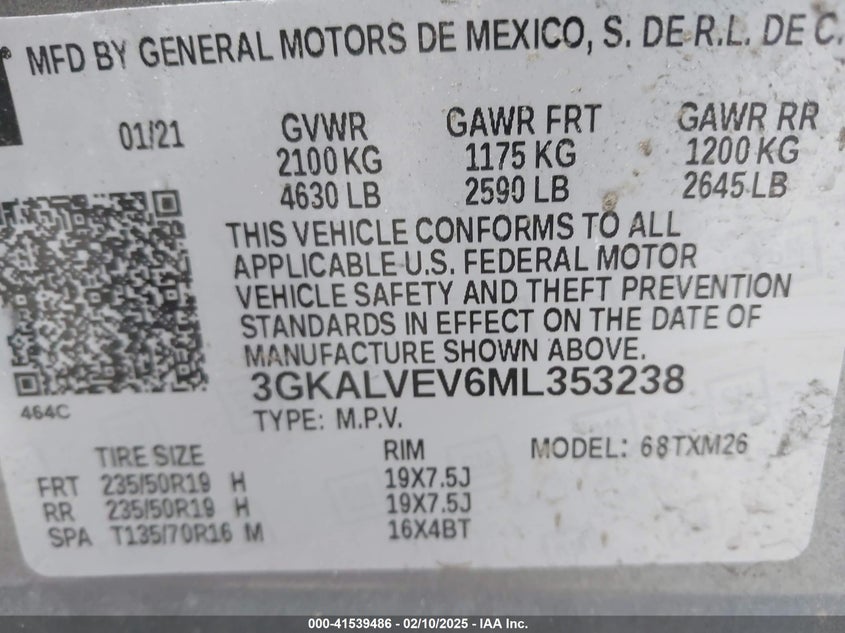 MFD BY GENERAL MOTORS DE MEXICO, S. DE R.L. DE C.
01/21 GVWR GAWR FRT GAWR RR
2100 KG 1175 KG 1200 KG
4630 LB 2590 LB 2645 LB
THIS VEHICLE CONFORMS TO ALL
APPLICABLE U.S. FEDERAL MOTOR
VEHICLE SAFETY AND THEFT PREVENTION
STANDARDS IN EFFECT ON THE DATE OF
MANUFACTURE SHOWN ABOVE.
3GKALVEV6ML353238
464C
TYPE: M.P.V.
TIRE SIZE RIM MODEL: 68TXM26
FRT 235/50R19 H 19X7.5J
RR 235/50R19 H 19X7.5J
SPA T135/70R16 M 16X4BT
000-41539486 - 02/10/2025 - IAA Inc.